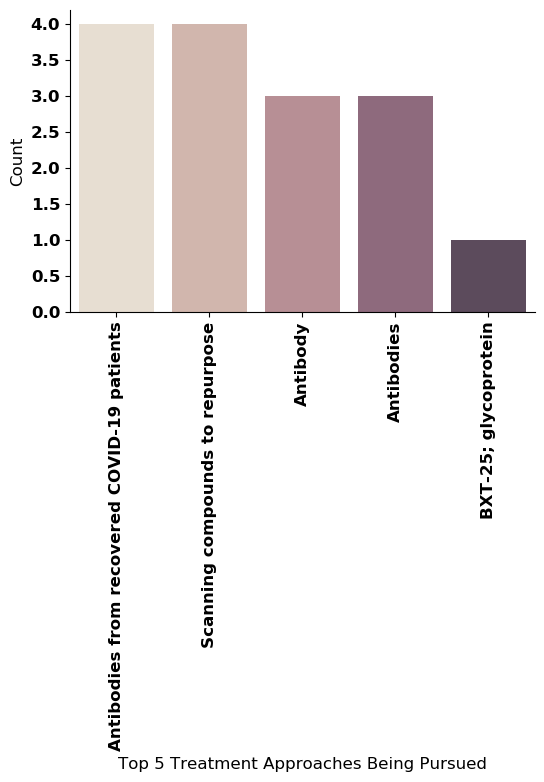 4.0
3.5
3.0
2.5
2.0
1.5
1.0
0.5
0.0
Count
Antibodies from recovered COVID-19 patients
Scanning compounds to repurpose
Antibody
Antibodies
BXT-25; glycoprotein
Top 5 Treatment Approaches Being Pursued